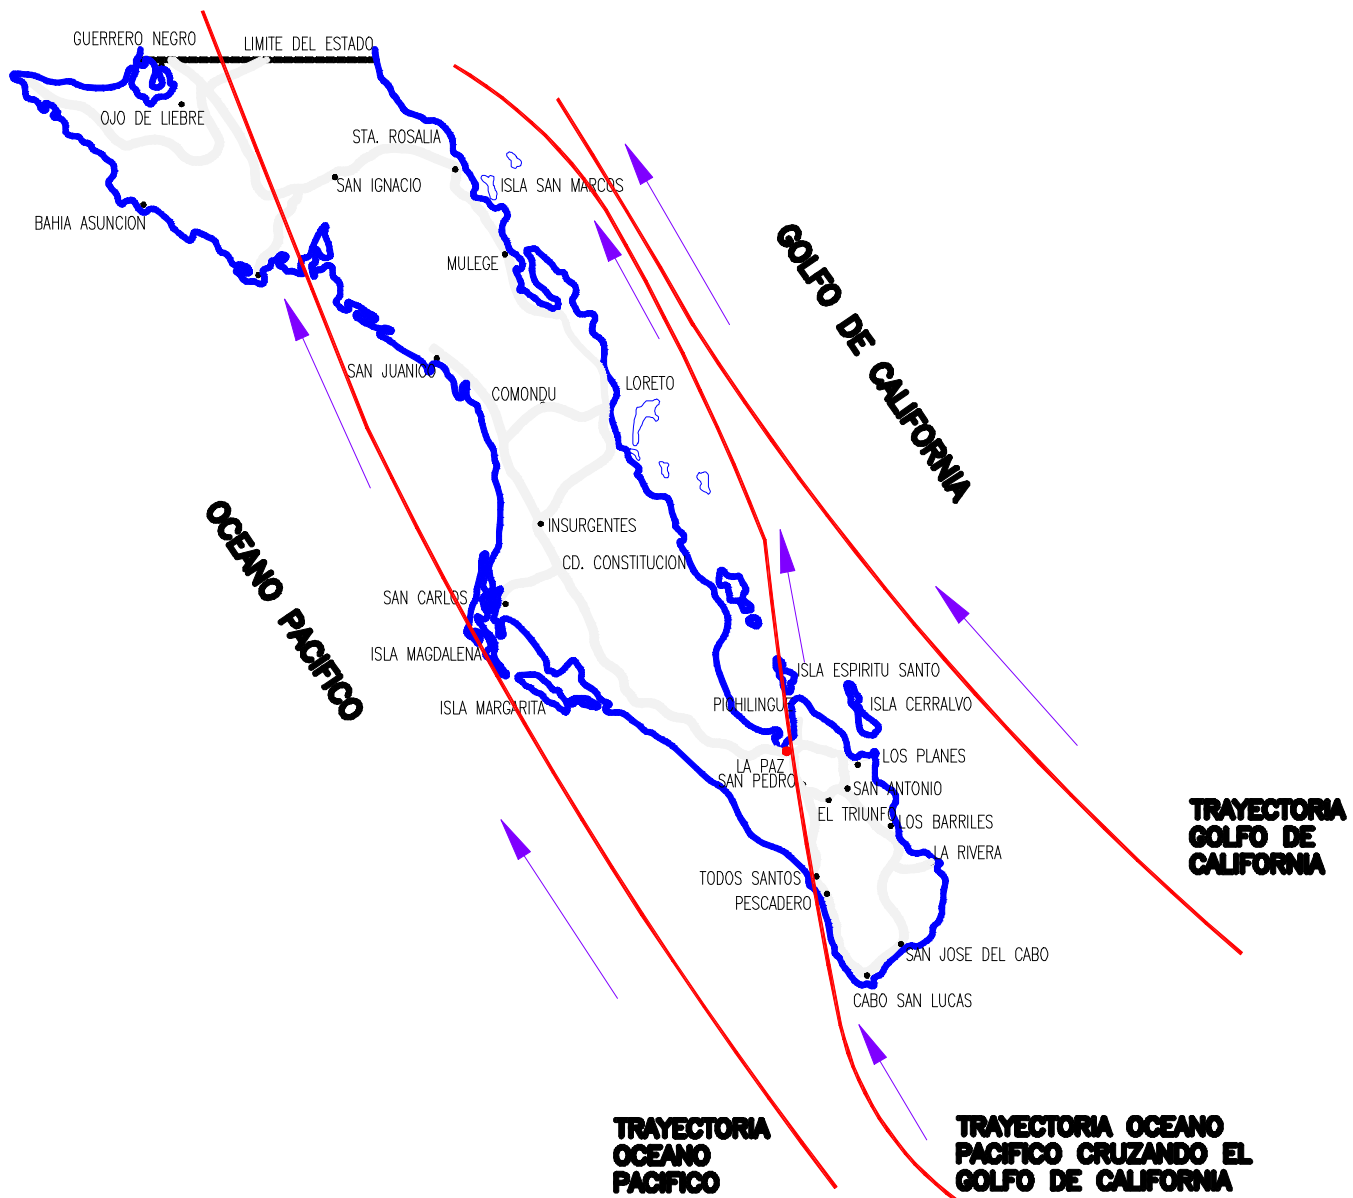 GUERRERO NEGRO
LIMITE DEL ESTADO
OJO DE LIEBRE
STA. ROSALIA
SAN IGNACIO
ISLA SAN MARCOS
BAHIA ASUNCION
MULEGE
GOLFO DE CALIFORNIA
SAN JUANICO
COMONDU
LORETO
OCEANO PACIFICO
INSURGENTES
CD. CONSTITUCION
SAN CARLOS
ISLA MAGDALENA
ISLA ESPIRITU SANTO
ISLA MARGARITA
PICHILINGUE
ISLA CERRALVO
LA PAZ
LOS PLANES
SAN PEDRO
SAN ANTONIO
EL TRIUNFO
LOS BARRILES
TRAYECTORIA
GOLFO DE
CALIFORNIA
LA RIVERA
TODOS SANTOS
PESCADERO
SAN JOSE DEL CABO
CABO SAN LUCAS
TRAYECTORIA
OCEANO
PACIFICO
TRAYECTORIA OCEANO
PACIFICO CRUZANDO EL
GOLFO DE CALIFORNIA